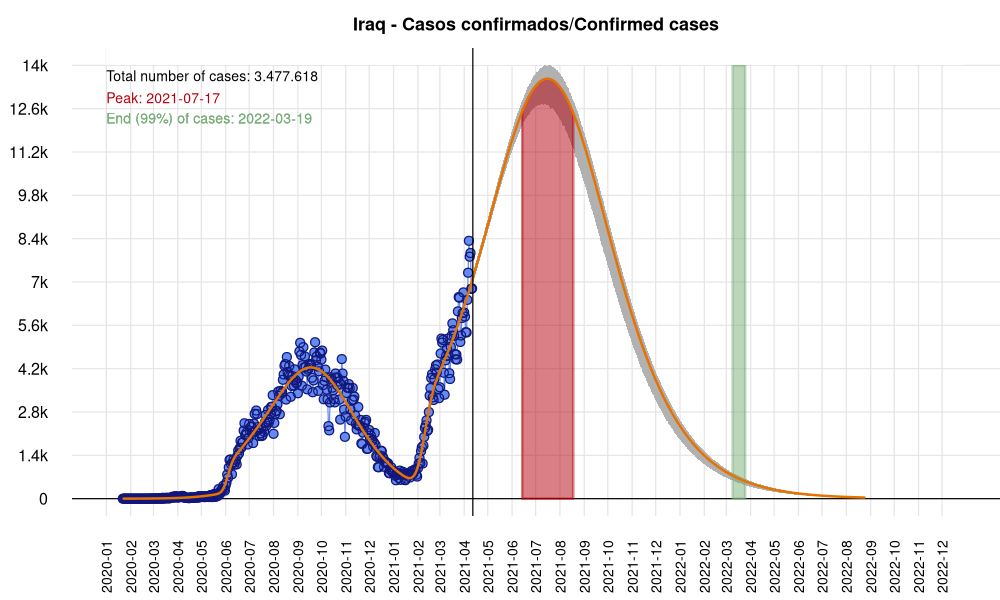 Iraq - Casos confirmados/Confirmed cases
14k
12.6k
11.2k
9.8k
8.4k
7k
5.6k
4.2k
2.8k
1.4k
0
Total number of cases: 3.477.618
Peak: 2021-07-17
End (99%) of cases: 2022-03-19
2020-01
2020-02
2020-03
2020-04
2020-05
2020-06
2020-07
2020-08
2020-09
2020-10
2020-11
2020-12
2021-01
2021-02
2021-03
2021-04
2021-05
2021-06
2021-07
2021-08
2021-09
2021-10
2021-11
2021-12
2022-01
2022-02
2022-03
2022-04
2022-05
2022-06
2022-07
2022-08
2022-09
2022-10
2022-11
2022-12